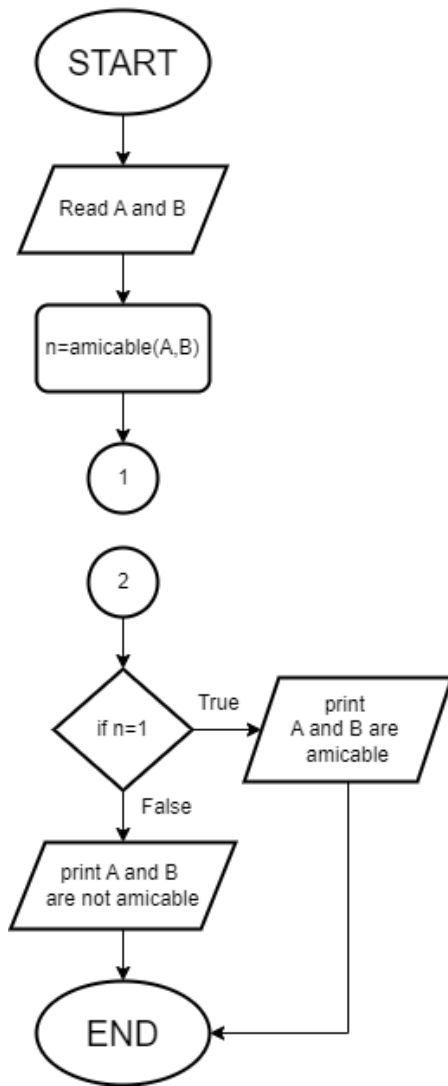 START
Read A and B
n=amicable(A,B)
1
2
if n=1
True
print
A and B are
amicable
False
print A and B
are not amicable
END